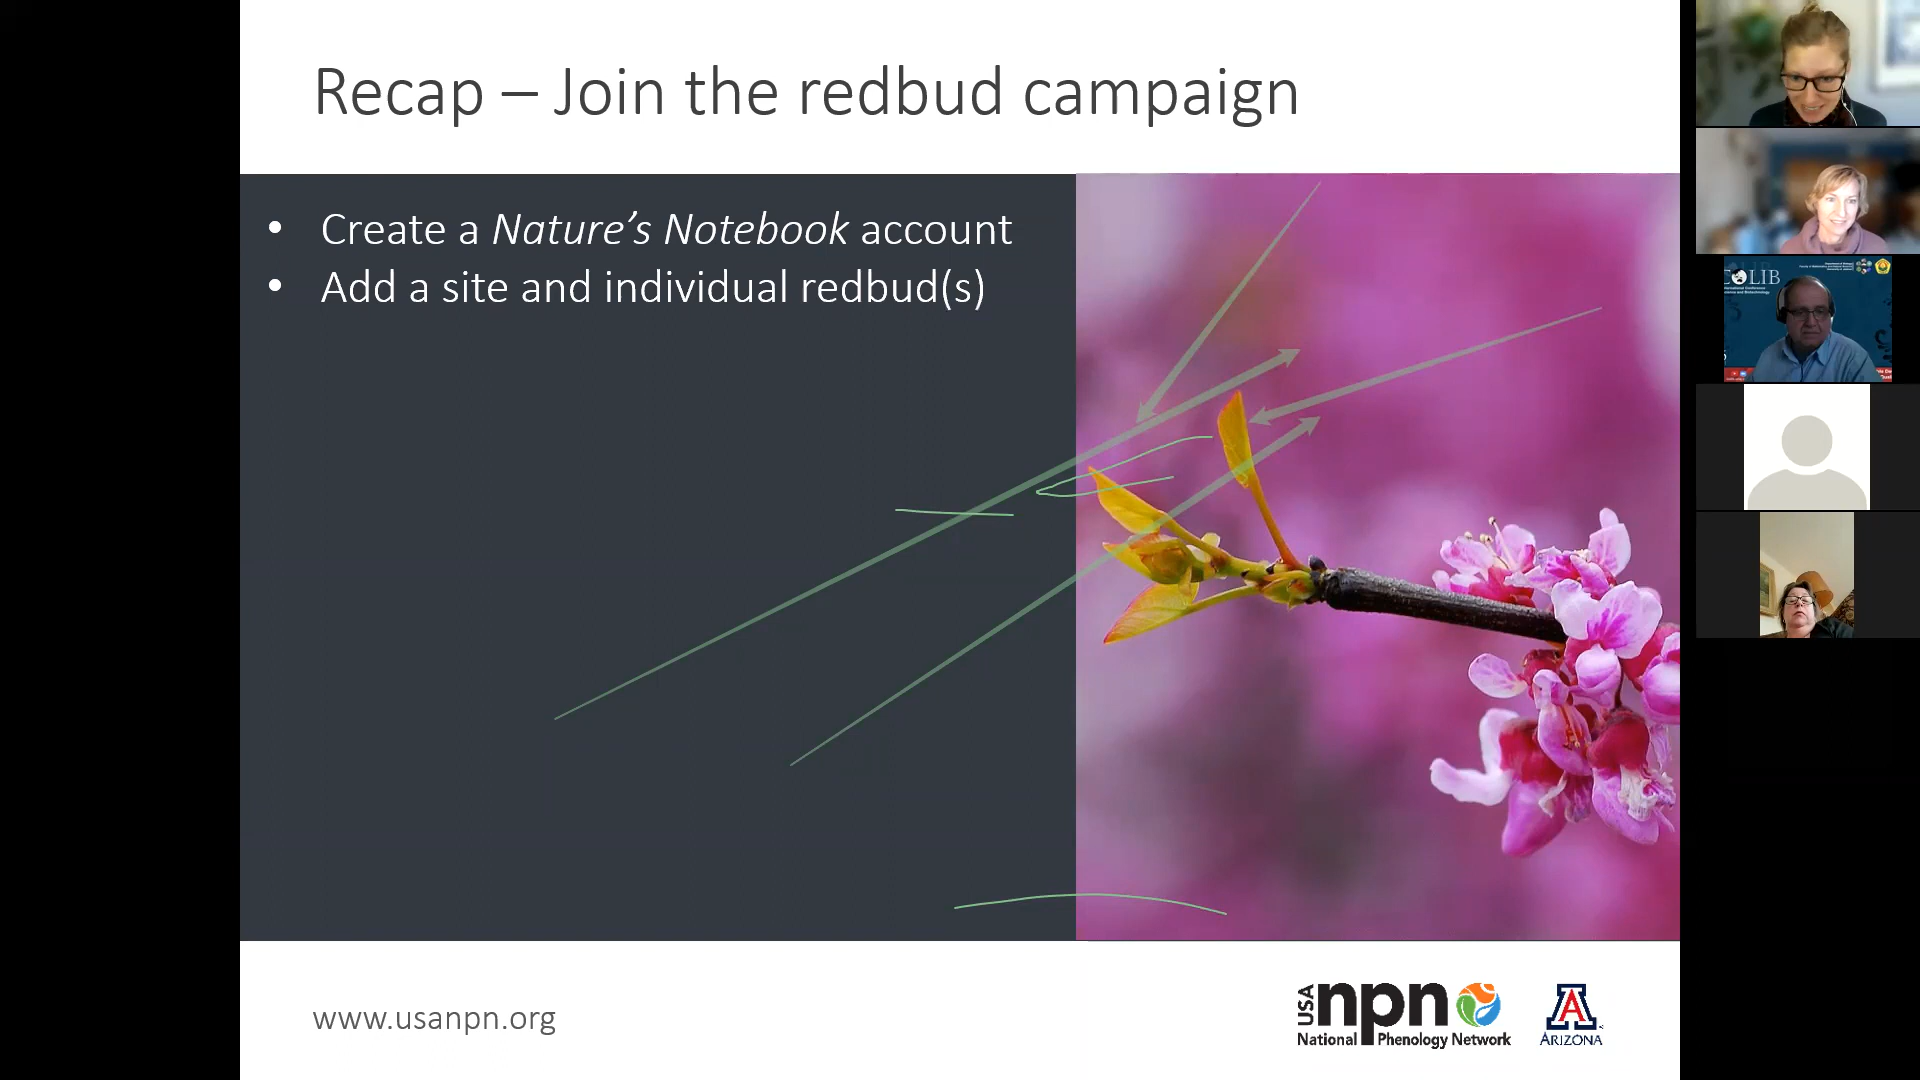 Recap – Join the redbud campaign
• Create a Nature’s Notebook account
• Add a site and individual redbud(s)
www.usanpn.org
USA npn
National Phenology Network
A
ARIZONA
COLIB